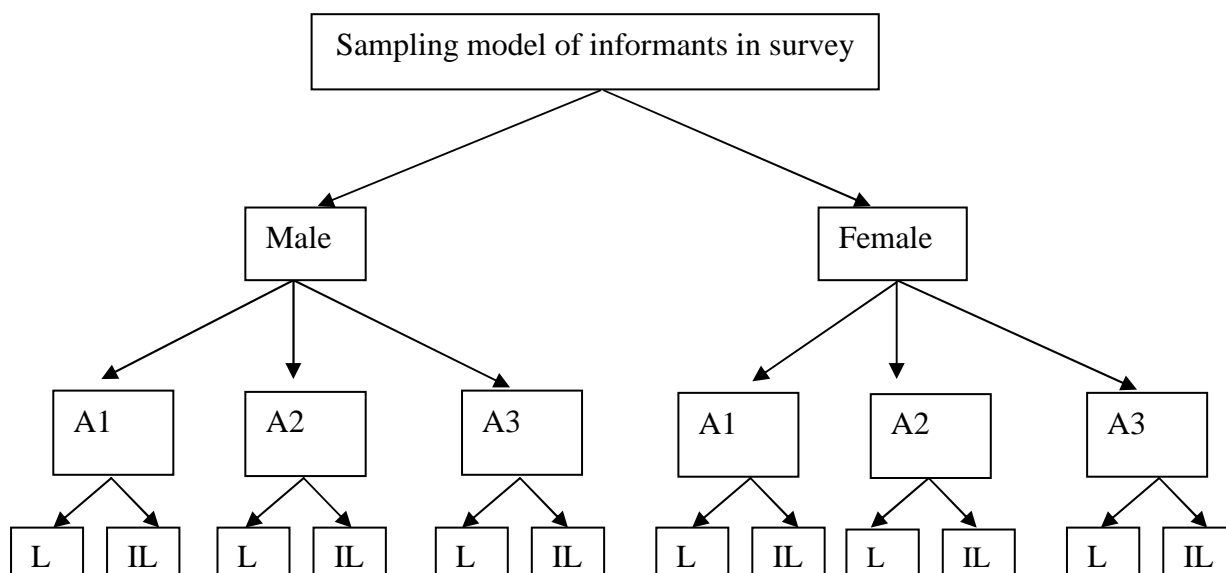 Sampling model of informants in survey
Male Female
A1 A2 A3 A1 A2 A3
L IL L IL L IL L IL L IL L IL